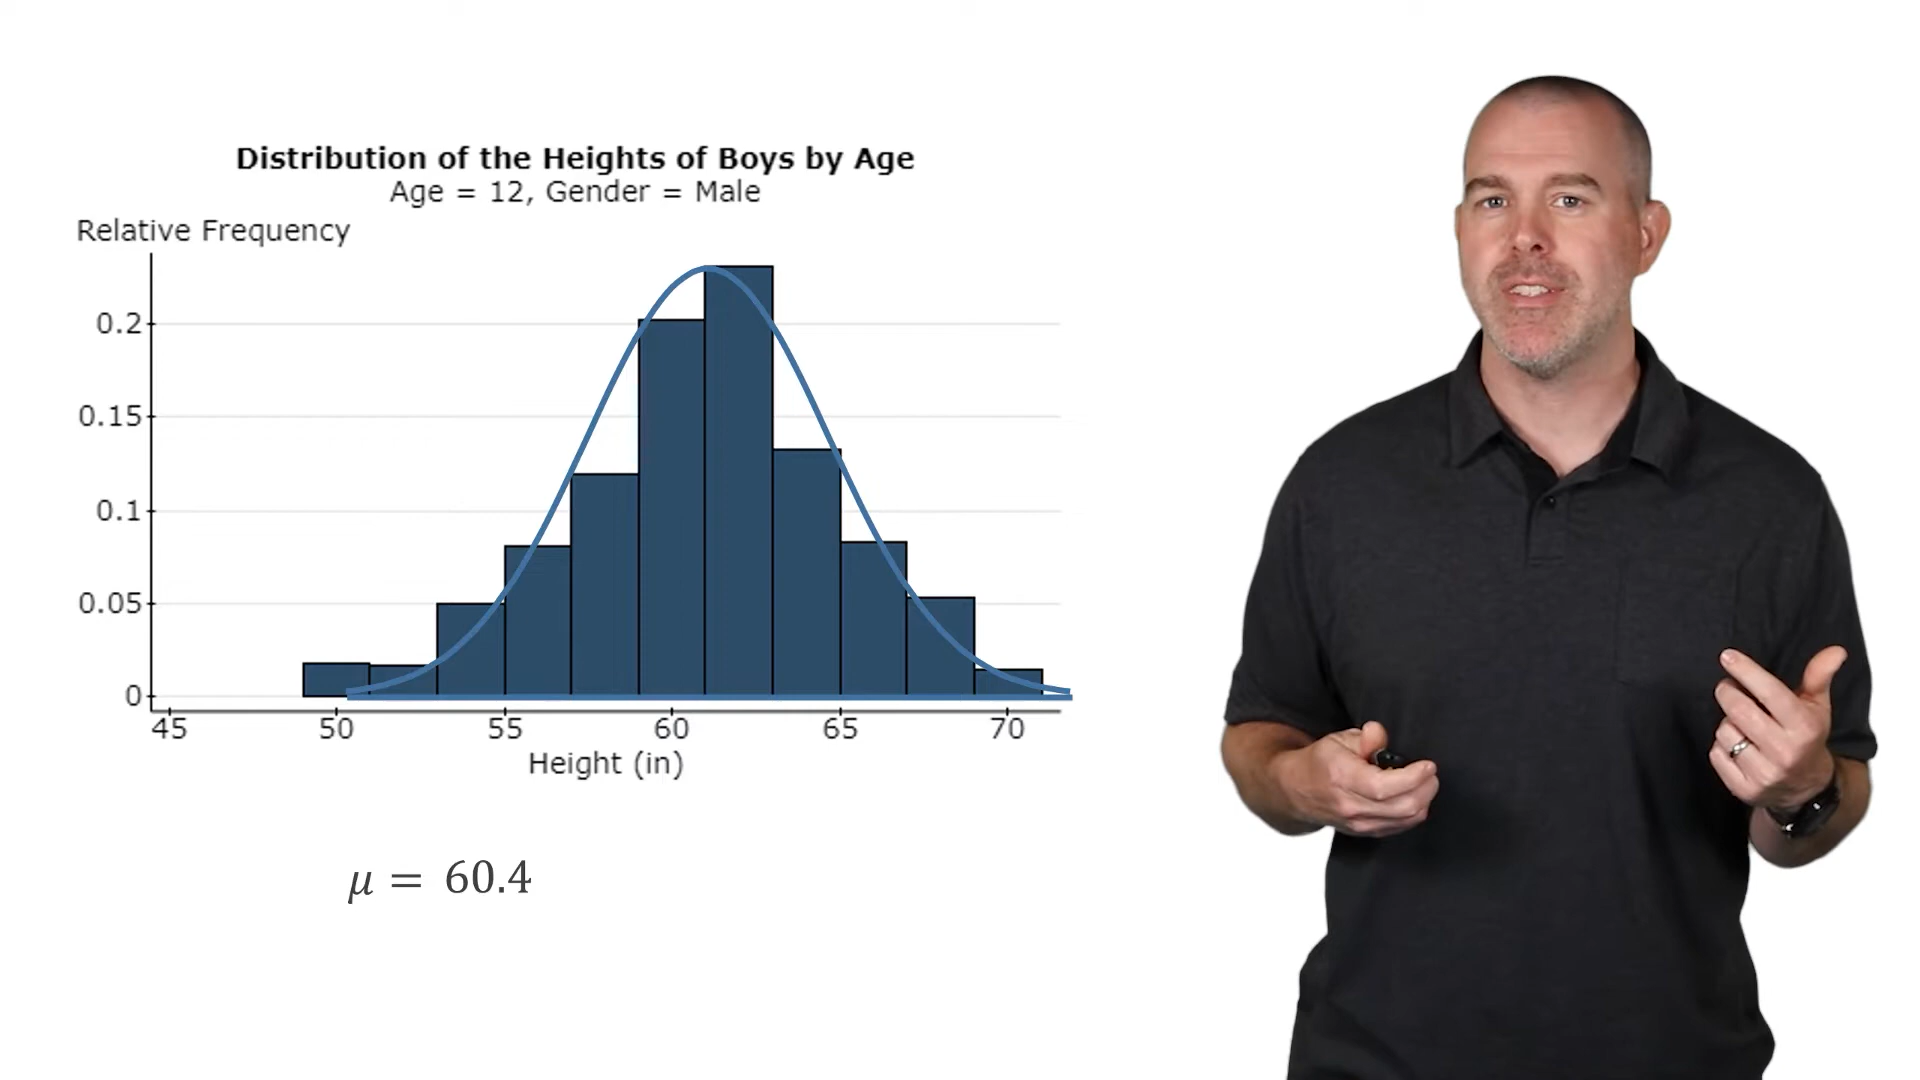 Distribution of the Heights of Boys by Age
Age = 12, Gender = Male
Relative Frequency
0.2
0.15
0.1
0.05
0
45 50 55 60 65 70
Height (in)
μ = 60.4